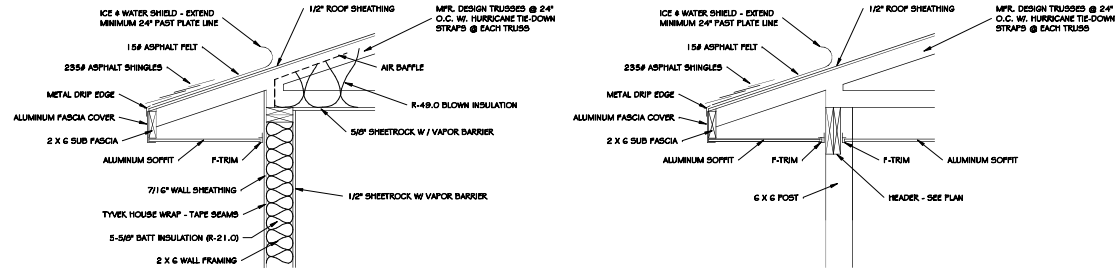 ICE & WATER SHIELD - EXTEND
MINIMUM 24" PAST PLATE LINE
1/2" ROOF SHEATHING
MFR. DESIGN TRUSSES @ 24"
O.C. W/. HURRICANE TIE-DOWN
STRAPS @ EACH TRUSS
15# ASPHALT FELT
235# ASPHALT SHINGLES
AIR BAFFLE
METAL DRIP EDGE
R-49.0 BLOWN INSULATION
ALUMINUM FASCIA COVER
5/8" SHEETROCK W/ VAPOR BARRIER
2 X 6 SUB FASCIA
ALUMINUM SOFFIT
F-TRIM
7/16" WALL SHEATHING
1/2" SHEETROCK W/ VAPOR BARRIER
TYVEK HOUSE WRAP - TAPE SEAMS
5-5/8" BATT INSULATION (R-21.0)
2 X 6 WALL FRAMING
ICE & WATER SHIELD - EXTEND
MINIMUM 24" PAST PLATE LINE
1/2" ROOF SHEATHING
MFR. DESIGN TRUSSES @ 24"
O.C. W/. HURRICANE TIE-DOWN
STRAPS @ EACH TRUSS
15# ASPHALT FELT
235# ASPHALT SHINGLES
METAL DRIP EDGE
ALUMINUM FASCIA COVER
2 X 6 SUB FASCIA
ALUMINUM SOFFIT
F-TRIM
F-TRIM
ALUMINUM SOFFIT
6 X 6 POST
HEADER - SEE PLAN